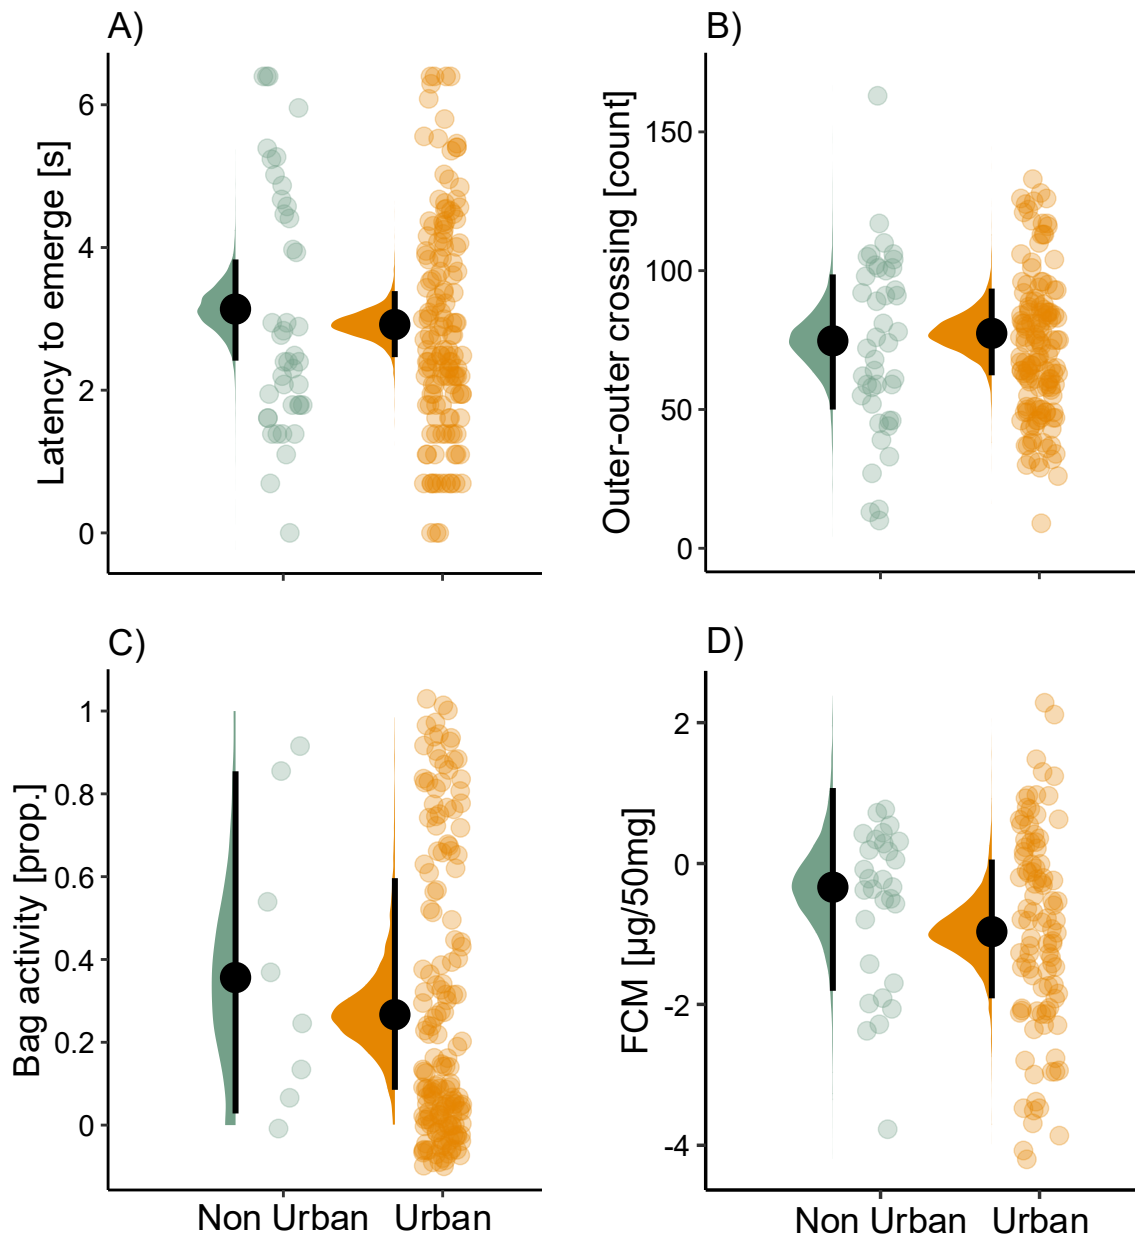 A)
Latency to emerge [s]
6
4
2
0
B)
Outer-outer crossing [count]
150
100
50
0
C)
Bag activity [prop.]
1
0.8
0.6
0.4
0.2
0
Non Urban
Urban
D)
FCM [µg/50mg]
2
0
-2
-4
Non Urban
Urban